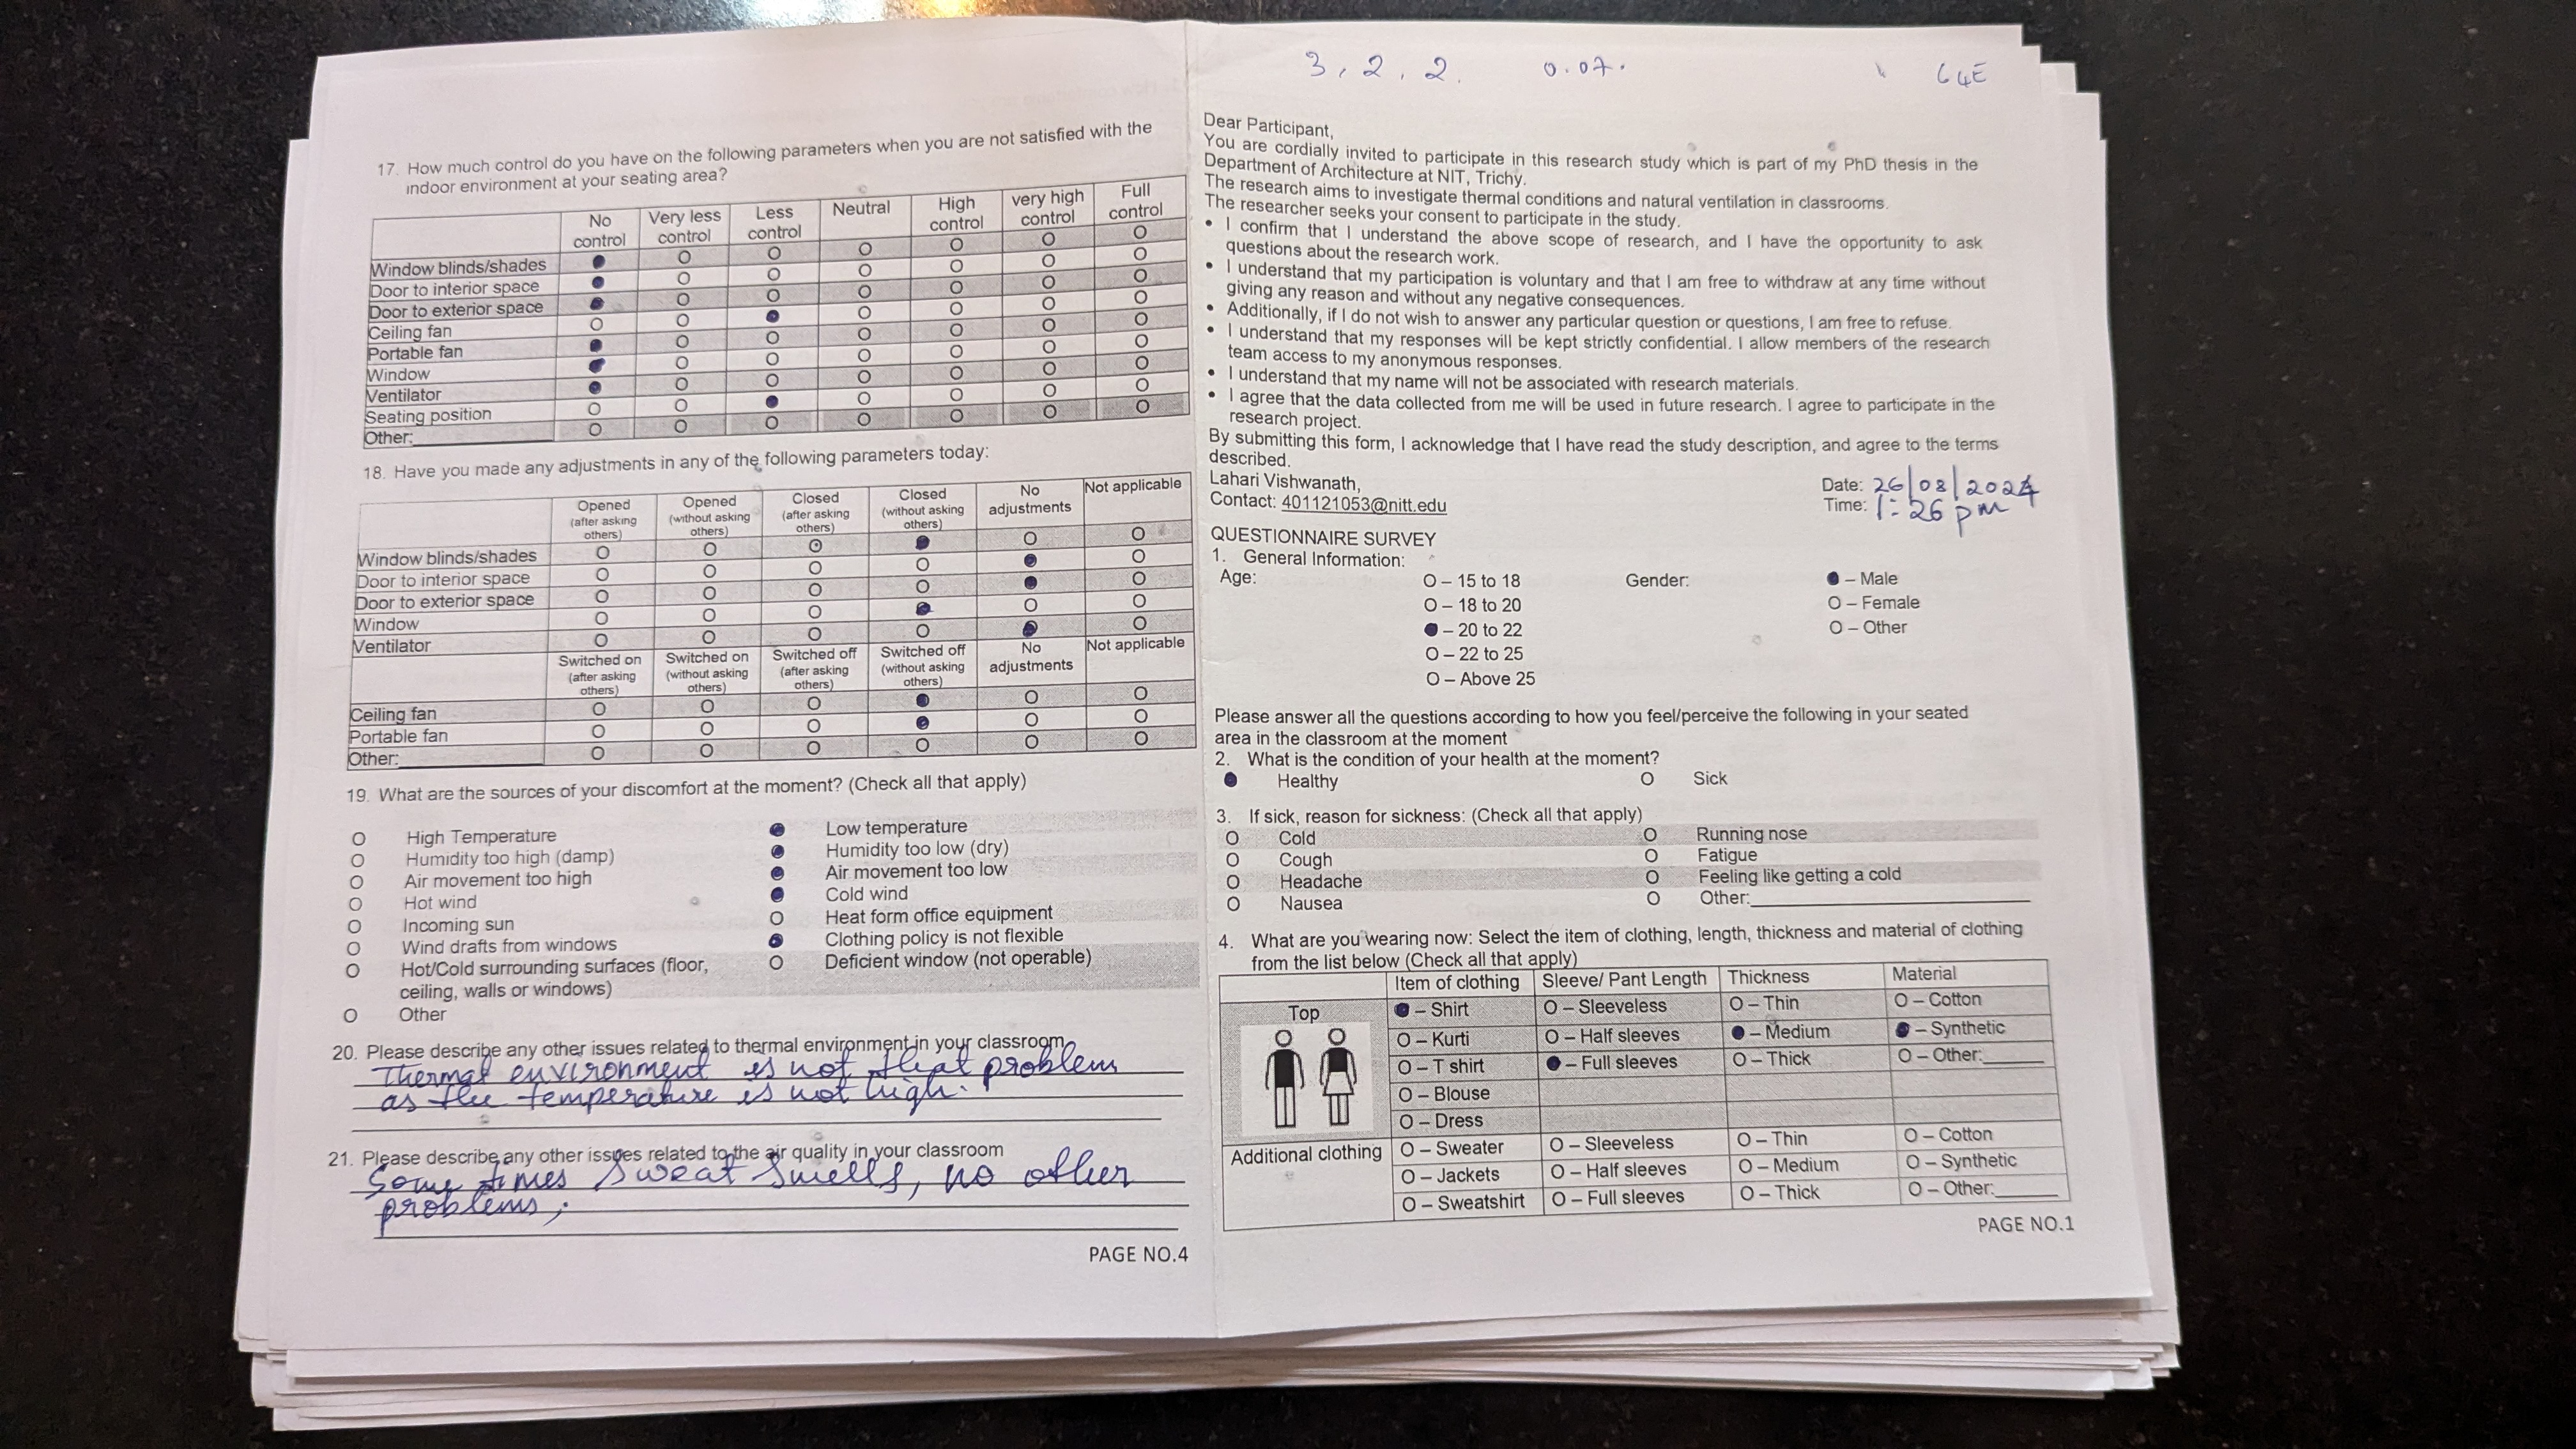 17. How much control do you have on the following parameters when you are not satisfied with the
indoor environment at your seating area?
No control Very less control Less control Neutral High control very high control Full control
Window blinds/shades ● O O O O O O
Door to interior space ● O O O O O O
Door to exterior space ● O O O O O O
Ceiling fan O O ● O O O O
Portable fan ● O O O O O O
Window ● O O O O O O
Ventilator ● O O O O O O
Seating position O O ● O O O O
Other: O O O O O O O
18. Have you made any adjustments in any of the following parameters today:
Opened (after asking others) Opened (without asking others) Closed (after asking others) Closed (without asking others) No adjustments Not applicable
Window blinds/shades O O O ● O O
Door to interior space O O O O ● O
Door to exterior space O O O O ● O
Window O O O ● O O
Ventilator O O O O ● O
Switched on (after asking others) Switched on (without asking others) Switched off (after asking others) Switched off (without asking others) No adjustments Not applicable
Ceiling fan O O O ● O O
Portable fan O O O ● O O
Other: O O O O O O
19. What are the sources of your discomfort at the moment? (Check all that apply)
O High Temperature ● Low temperature
O Humidity too high (damp) ● Humidity too low (dry)
O Air movement too high ● Air movement too low
O Hot wind ● Cold wind
O Incoming sun O Heat form office equipment
O Wind drafts from windows ● Clothing policy is not flexible
O Hot/Cold surrounding surfaces (floor, O Deficient window (not operable)
ceiling, walls or windows)
O Other
20. Please describe any other issues related to thermal environment in your classroom
Thermal environment is not that problem
as the temperature is not high.
21. Please describe any other issues related to the air quality in your classroom
Some times Sweat Smells, no other
problems,
PAGE NO.4
3, 2, 2. 0.07. C4E
Dear Participant,
You are cordially invited to participate in this research study which is part of my PhD thesis in the
Department of Architecture at NIT, Trichy.
The research aims to investigate thermal conditions and natural ventilation in classrooms.
The researcher seeks your consent to participate in the study.
• I confirm that I understand the above scope of research, and I have the opportunity to ask
questions about the research work.
• I understand that my participation is voluntary and that I am free to withdraw at any time without
giving any reason and without any negative consequences.
• Additionally, if I do not wish to answer any particular question or questions, I am free to refuse.
• I understand that my responses will be kept strictly confidential. I allow members of the research
team access to my anonymous responses.
• I understand that my name will not be associated with research materials.
• I agree that the data collected from me will be used in future research. I agree to participate in the
research project.
By submitting this form, I acknowledge that I have read the study description, and agree to the terms
described.
Lahari Vishwanath,
Contact: 401121053@nitt.edu
Date: 26/08/2024
Time: 1:26 pm
QUESTIONNAIRE SURVEY
1. General Information:
Age: O – 15 to 18 Gender: ● – Male
O – 18 to 20 O – Female
● – 20 to 22 O – Other
O – 22 to 25
O – Above 25
Please answer all the questions according to how you feel/perceive the following in your seated
area in the classroom at the moment
2. What is the condition of your health at the moment?
● Healthy O Sick
3. If sick, reason for sickness: (Check all that apply)
O Cold O Running nose
O Cough O Fatigue
O Headache O Feeling like getting a cold
O Nausea O Other:
4. What are you wearing now: Select the item of clothing, length, thickness and material of clothing
from the list below (Check all that apply)
Item of clothing Sleeve/ Pant Length Thickness Material
Top ● – Shirt O – Sleeveless O – Thin O – Cotton
O – Kurti O – Half sleeves ● – Medium ● – Synthetic
O – T shirt ● – Full sleeves O – Thick O – Other:
O – Blouse
O – Dress
Additional clothing O – Sweater O – Sleeveless O – Thin O – Cotton
O – Jackets O – Half sleeves O – Medium O – Synthetic
O – Sweatshirt O – Full sleeves O – Thick O – Other:
PAGE NO.1